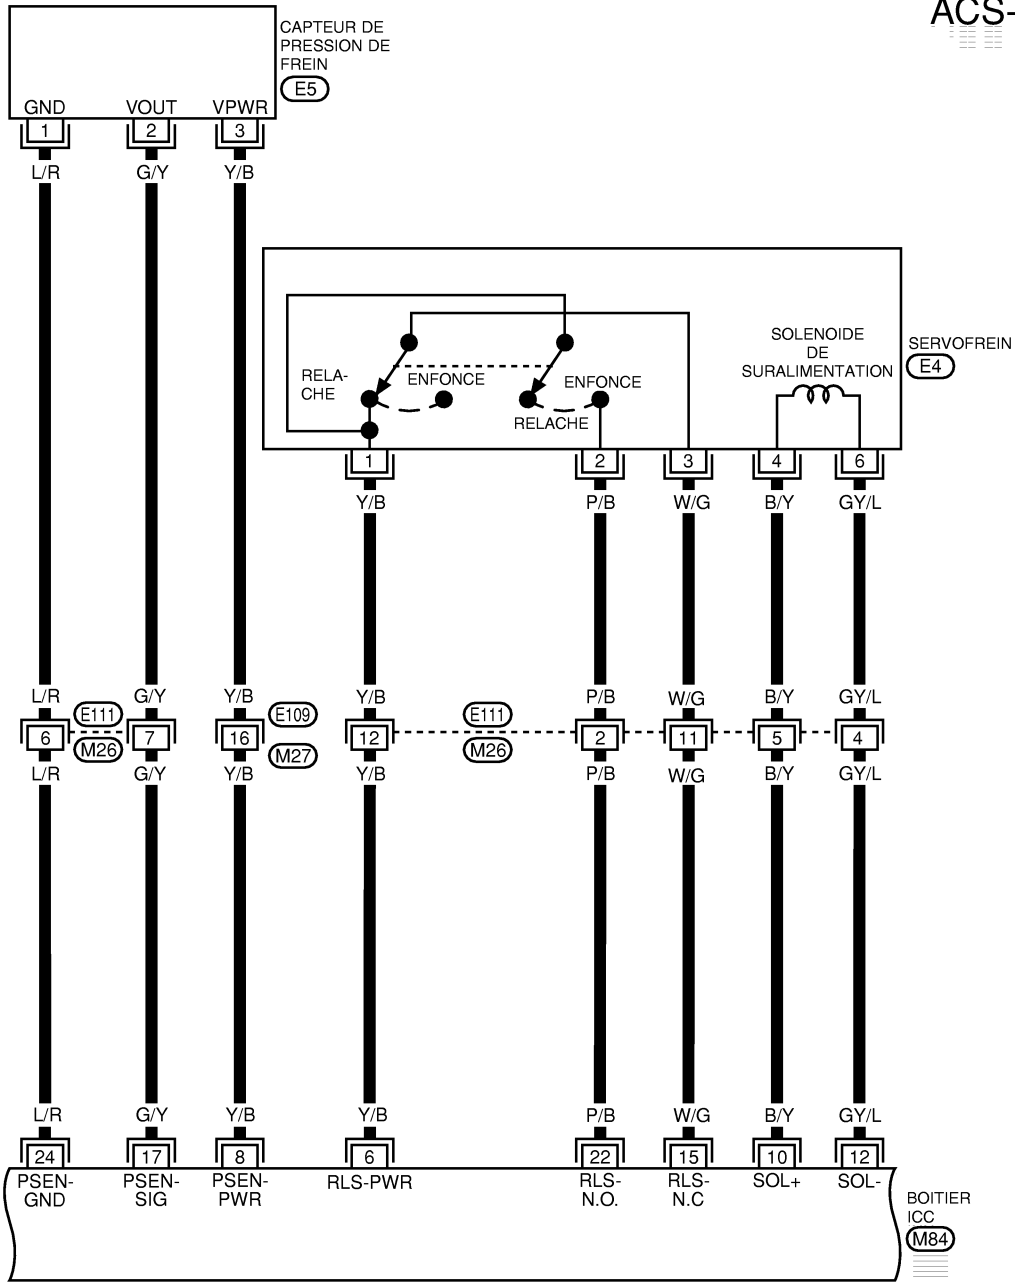 ACS-
CAPTEUR DE
PRESSION DE
FREIN
E5
GND VOUT VPWR
1 2 3
L/R G/Y Y/B
SOLENOIDE
DE
SURALIMENTATION
SERVOFREIN
E4
RELA-
CHE
ENFONCE
ENFONCE
RELACHE
1 2 3 4 6
Y/B P/B W/G B/Y GY/L
L/R G/Y Y/B Y/B P/B W/G B/Y GY/L
E111 E109 E111
6 7 16 12 2 11 5 4
M26 M27 M26
L/R G/Y Y/B Y/B P/B W/G B/Y GY/L
L/R G/Y Y/B Y/B P/B W/G B/Y GY/L
24 17 8 6 22 15 10 12
PSEN- PSEN- PSEN- RLS-PWR RLS- RLS- SOL+ SOL-
GND SIG PWR N.O. N.C
BOITIER
ICC
M84